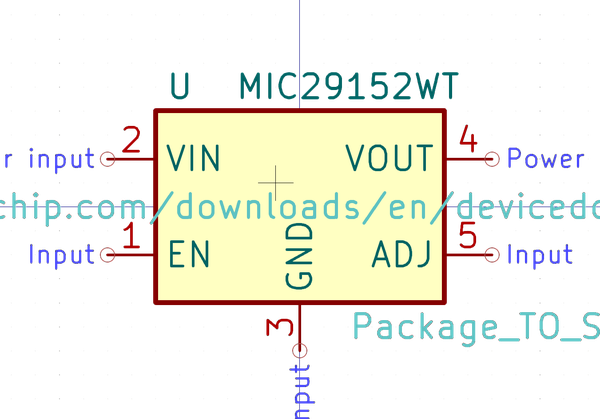 U MIC29152WT
r input 2 VIN VOUT 4 Power
chip.com/downloads/en/devicedo
Input 1 EN GND ADJ 5 Input
3 Package_TO_S
nput